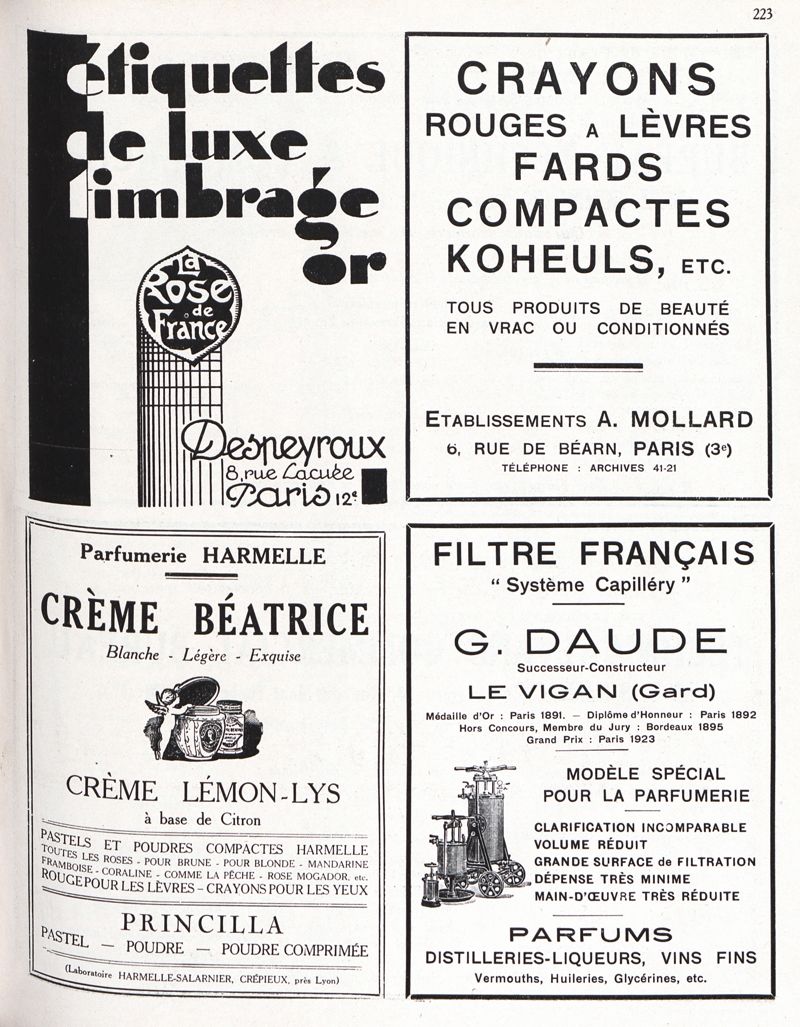 223
étiquettes
de luxe
timbrage
or
La
Rose
de
France
Desneyroux
8, rue Lacuée
Paris 12e
CRAYONS
ROUGES A LÈVRES
FARDS
COMPACTES
KOHEULS, ETC.
TOUS PRODUITS DE BEAUTÉ
EN VRAC OU CONDITIONNÉS
ETABLISSEMENTS A. MOLLARD
6, RUE DE BÉARN, PARIS (3e)
TÉLÉPHONE : ARCHIVES 41-21
Parfumerie HARMELLE
CRÈME BÉATRICE
Blanche - Légère - Exquise
CRÈME LÉMON-LYS
à base de Citron
PASTELS ET POUDRES COMPACTES HARMELLE
TOUTES LES ROSES - POUR BRUNE - POUR BLONDE - MANDARINE
FRAMBOISE - CORALINE - COMME LA PÊCHE - ROSE MOGADOR, etc.
ROUGE POUR LES LÈVRES – CRAYONS POUR LES YEUX
PRINCILLA
PASTEL — POUDRE — POUDRE COMPRIMÉE
(Laboratoire HARMELLE-SALARNIER, CRÉPIEUX, près Lyon)
FILTRE FRANÇAIS
“ Système Capilléry ”
G. DAUDE
Successeur-Constructeur
LE VIGAN (Gard)
Médaille d'Or : Paris 1891. — Diplôme d'Honneur : Paris 1892
Hors Concours, Membre du Jury : Bordeaux 1895
Grand Prix : Paris 1923
MODÈLE SPÉCIAL
POUR LA PARFUMERIE
CLARIFICATION INCOMPARABLE
VOLUME RÉDUIT
GRANDE SURFACE de FILTRATION
DÉPENSE TRÈS MINIME
MAIN-D'ŒUVRE TRÈS RÉDUITE
PARFUMS
DISTILLERIES-LIQUEURS, VINS FINS
Vermouths, Huileries, Glycérines, etc.